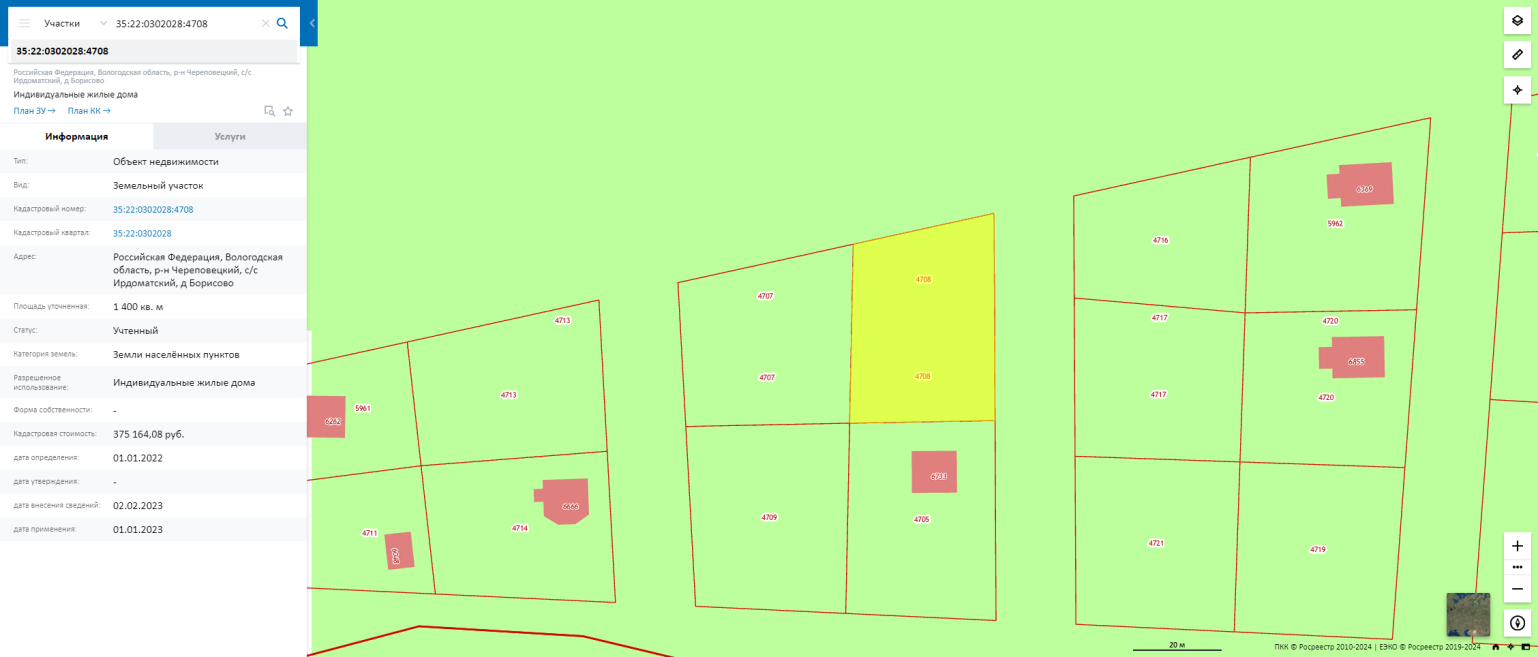 Участки
35:22:0302028:4708
35:22:0302028:4708
Российская Федерация, Вологодская область, р-н Череповецкий, с/с
Ирдоматский, д Борисово
Индивидуальные жилые дома
План ЗУ →
План КК →
Информация
Услуги
Тип:
Объект недвижимости
Вид:
Земельный участок
Кадастровый номер:
35:22:0302028:4708
Кадастровый квартал:
35:22:0302028
Адрес:
Российская Федерация, Вологодская
область, р-н Череповецкий, с/с
Ирдоматский, д Борисово
Площадь уточненная:
1 400 кв. м
Статус:
Учтенный
Категория земель:
Земли населённых пунктов
Разрешенное
использование:
Индивидуальные жилые дома
Форма собственности:
-
Кадастровая стоимость:
375 164,08 руб.
дата определения:
01.01.2022
дата утверждения:
-
дата внесения сведений:
02.02.2023
дата применения:
01.01.2023
6369
5962
4716
4708
4707
4717
4720
4713
6855
4707
4708
4713
4717
4720
5961
6262
6733
6666
4709
4705
4714
4711
4721
4719
20 м
ПКК © Росреестр 2010-2024 | ЕЭКО © Росреестр 2019-2024